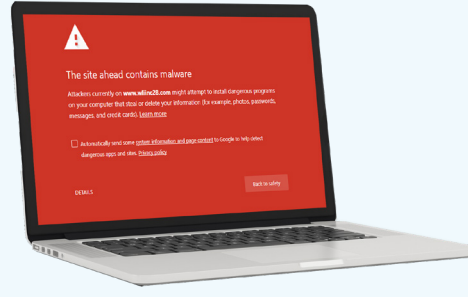 The site ahead contains malware
Attackers currently on www.wliinc28.com might attempt to install dangerous programs
on your computer that steal or delete your information (for example, photos, passwords,
messages, and credit cards). Learn more
Automatically send some system information and page content to Google to help detect
dangerous apps and sites. Privacy policy
DETAILS
Back to safety